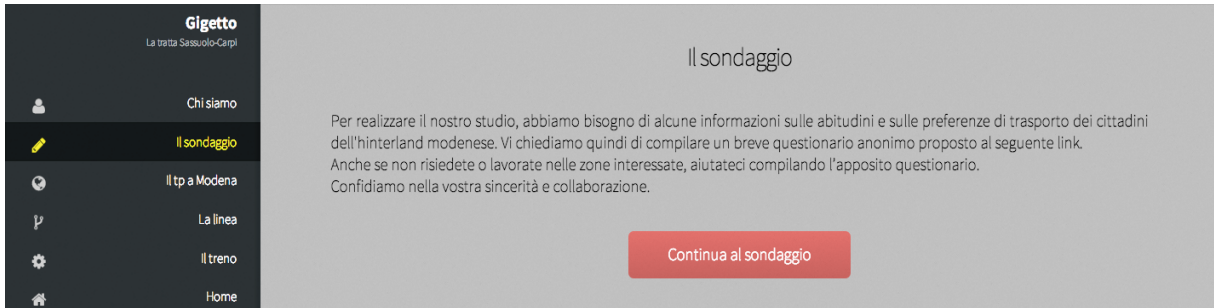 Gigetto
La tratta Sassuolo-Carpi
Chi siamo
Il sondaggio
Il tp a Modena
La linea
Il treno
Home
Il sondaggio
Per realizzare il nostro studio, abbiamo bisogno di alcune informazioni sulle abitudini e sulle preferenze di trasporto dei cittadini
dell'hinterland modenese. Vi chiediamo quindi di compilare un breve questionario anonimo proposto al seguente link.
Anche se non risiedete o lavorate nelle zone interessate, aiutateci compilando l'apposito questionario.
Confidiamo nella vostra sincerità e collaborazione.
Continua al sondaggio